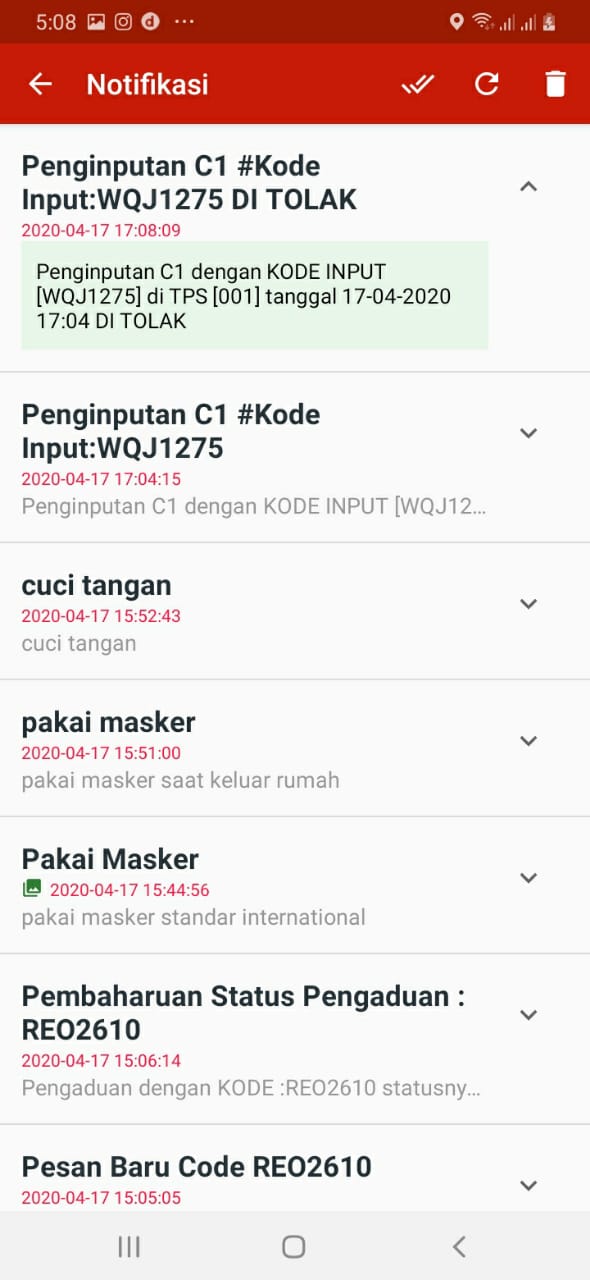 5:08
Notifikasi
Penginputan C1 #Kode
Input:WQJ1275 DI TOLAK
2020-04-17 17:08:09
Penginputan C1 dengan KODE INPUT
[WQJ1275] di TPS [001] tanggal 17-04-2020
17:04 DI TOLAK
Penginputan C1 #Kode
Input:WQJ1275
2020-04-17 17:04:15
Penginputan C1 dengan KODE INPUT [WQJ12...
cuci tangan
2020-04-17 15:52:43
cuci tangan
pakai masker
2020-04-17 15:51:00
pakai masker saat keluar rumah
Pakai Masker
2020-04-17 15:44:56
pakai masker standar international
Pembaharuan Status Pengaduan :
REO2610
2020-04-17 15:06:14
Pengaduan dengan KODE :REO2610 statusny...
Pesan Baru Code REO2610
2020-04-17 15:05:05